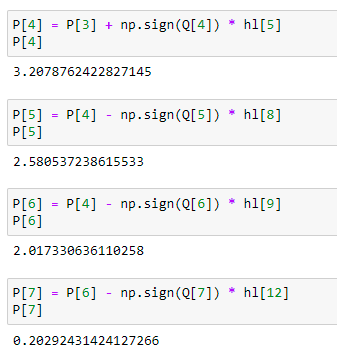 P[4] = P[3] + np.sign(Q[4]) * hl[5]
P[4]
3.2078762422827145
P[5] = P[4] - np.sign(Q[5]) * hl[8]
P[5]
2.580537238615533
P[6] = P[4] - np.sign(Q[6]) * hl[9]
P[6]
2.017330636110258
P[7] = P[6] - np.sign(Q[7]) * hl[12]
P[7]
0.20292431424127266